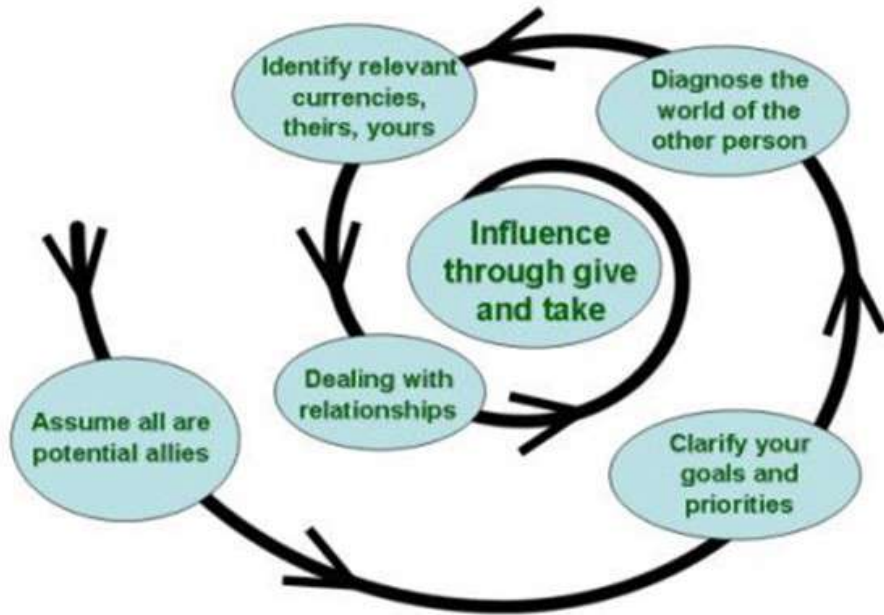 Identify relevant
currencies,
theirs, yours
Diagnose the
world of the
other person
Influence
through give
and take
Dealing with
relationships
Assume all are
potential allies
Clarify your
goals and
priorities